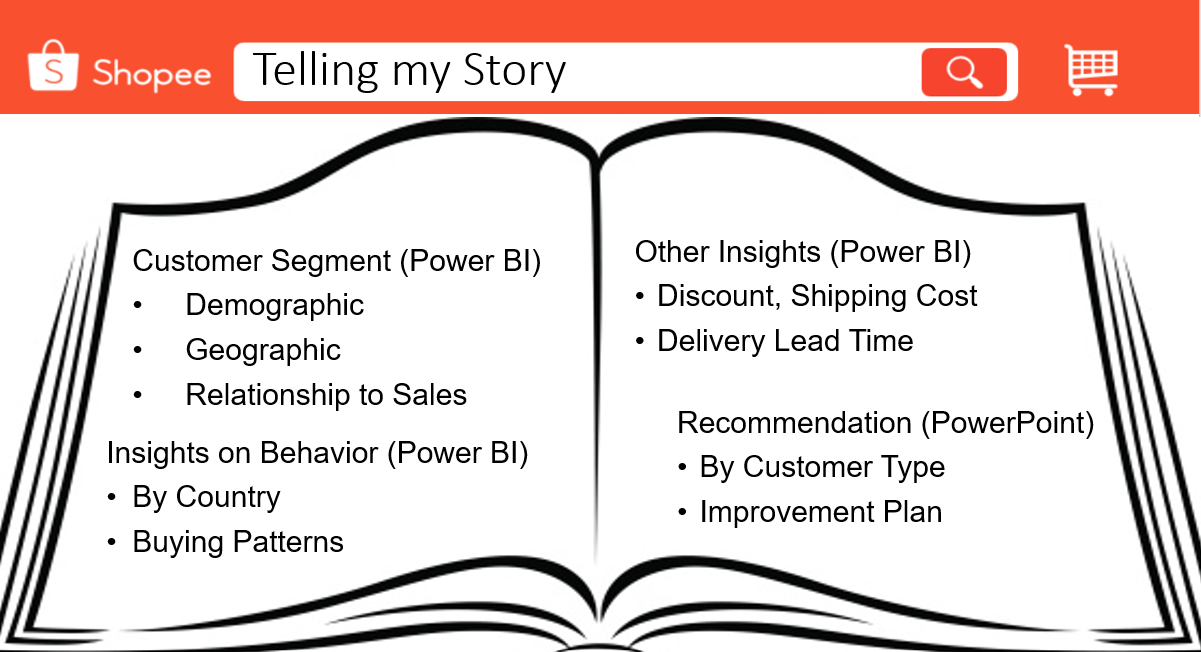 S
Shopee
Telling my Story
Customer Segment (Power BI)
• Demographic
• Geographic
• Relationship to Sales
Insights on Behavior (Power BI)
• By Country
• Buying Patterns
Other Insights (Power BI)
• Discount, Shipping Cost
• Delivery Lead Time
Recommendation (PowerPoint)
• By Customer Type
• Improvement Plan